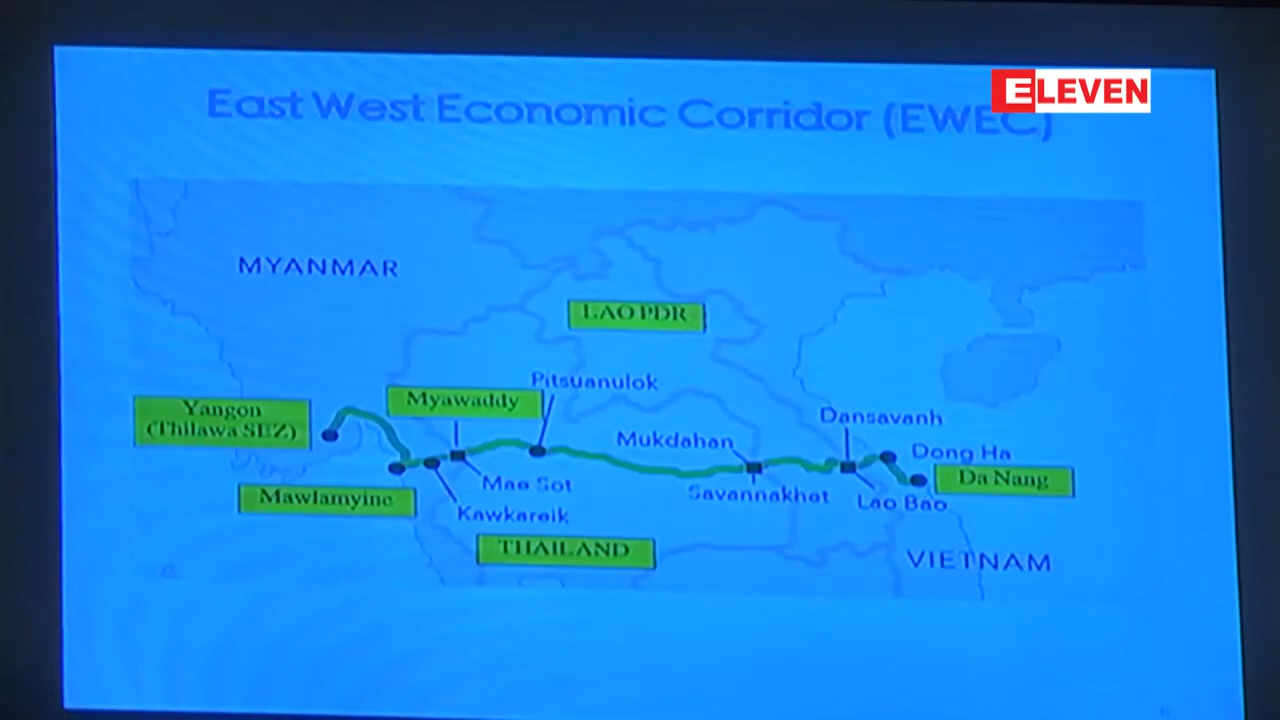 ELEVEN
East West Economic Corridor (EWEC)
MYANMAR
LAO PDR
Pitsuanulok
Yangon
(Thilawa SEZ)
Myawaddy
Dansavanh
Mukdahan
Dong Ha
Mae Sot
Da Nang
Mawlamyine
Savannakhet
Lao Bao
Kawkareik
THAILAND
VIETNAM